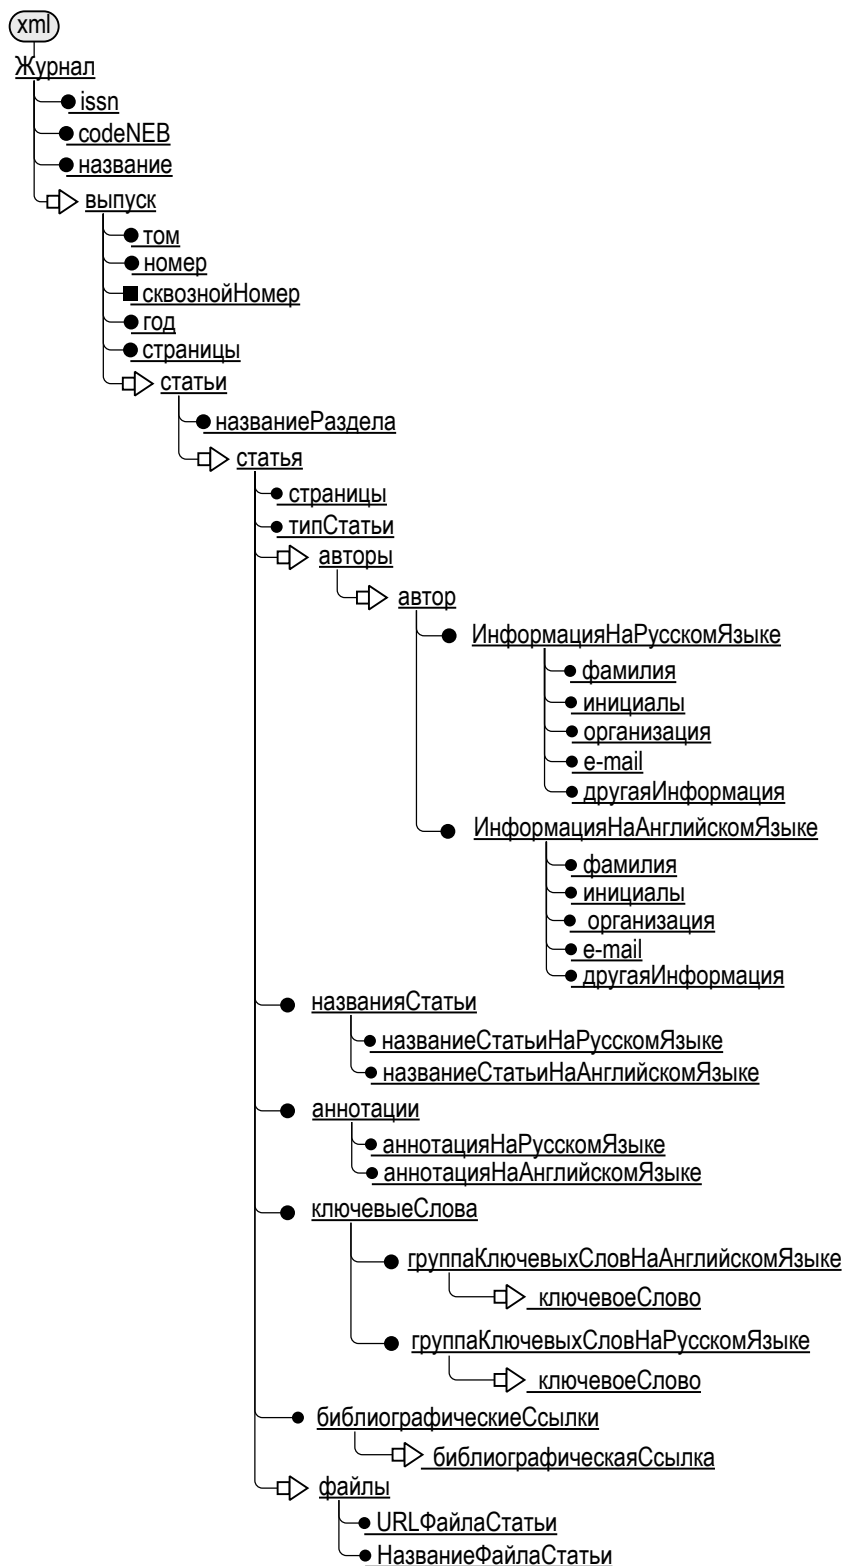 xml
Журнал
issn
codeNEB
название
выпуск
том
номер
сквознойНомер
год
страницы
статьи
названиеРаздела
статья
страницы
типСтатьи
авторы
автор
ИнформацияНаРусскомЯзыке
фамилия
инициалы
организация
e-mail
другаяИнформация
ИнформацияНаАнглийскомЯзыке
фамилия
инициалы
организация
e-mail
другаяИнформация
названияСтатьи
названиеСтатьиНаРусскомЯзыке
названиеСтатьиНаАнглийскомЯзыке
аннотации
аннотацияНаРусскомЯзыке
аннотацияНаАнглийскомЯзыке
ключевыеСлова
группаКлючевыхСловНаАнглийскомЯзыке
ключевоеСлово
группаКлючевыхСловНаРусскомЯзыке
ключевоеСлово
библиографическиеСсылки
библиографическаяСсылка
файлы
URLФайлаСтатьи
НазваниеФайлаСтатьи